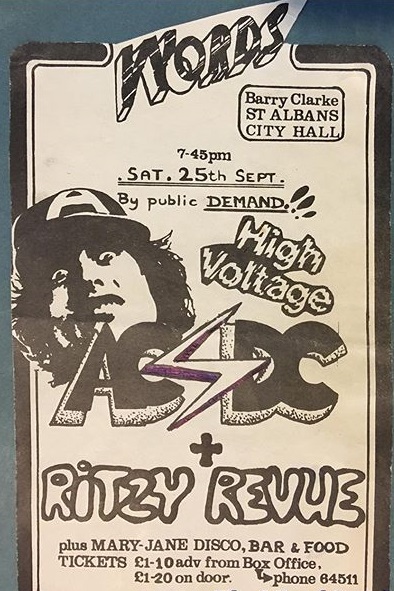 WORDS
Barry Clarke
ST ALBANS
CITY HALL
7-45pm
SAT. 25th SEPT.
By public DEMAND!!
A
High
Voltage
AC DC
+
RiTZY REVUE
plus MARY-JANE DISCO, BAR & FOOD
TICKETS £1-10 adv from Box Office,
£1-20 on door. ↳phone 64511